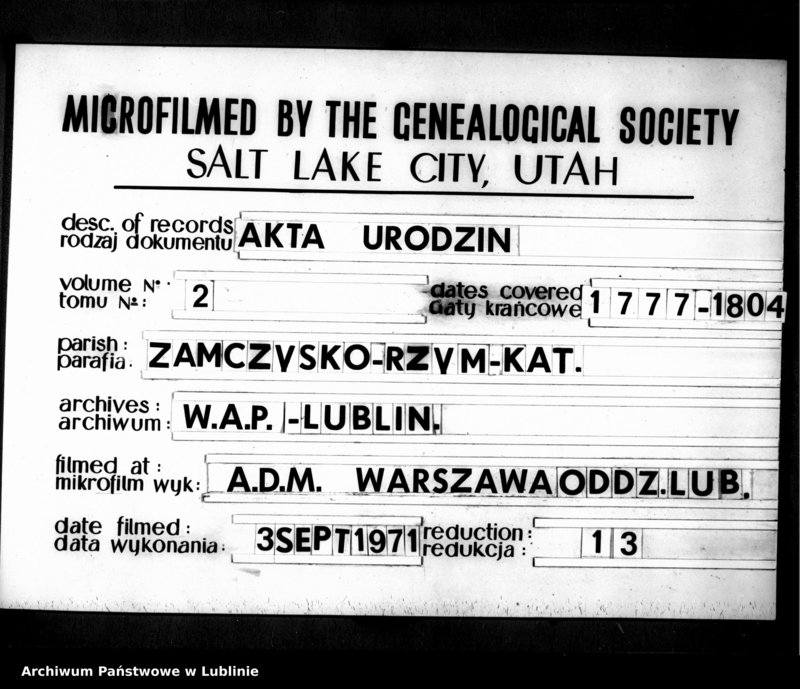 MICROFILMED BY THE GENEALOGICAL SOCIETY
SALT LAKE CITY, UTAH
desc. of records
rodzaj dokumentu AKTA URODZIN
volume Nº.
tomu Nº: 2
dates covered
daty krańcowe 1777-1804
parish:
parafia. ZAMCZYSKO-RZYM-KAT.
archives:
archiwum: W.A.P. -LUBLIN.
filmed at:
mikrofilm wyk: A.D.M. WARSZAWA ODDZ.LUB.
date filmed:
data wykonania: 3SEPT1971
reduction:
redukcja: 13
Archiwum Państwowe w Lublinie